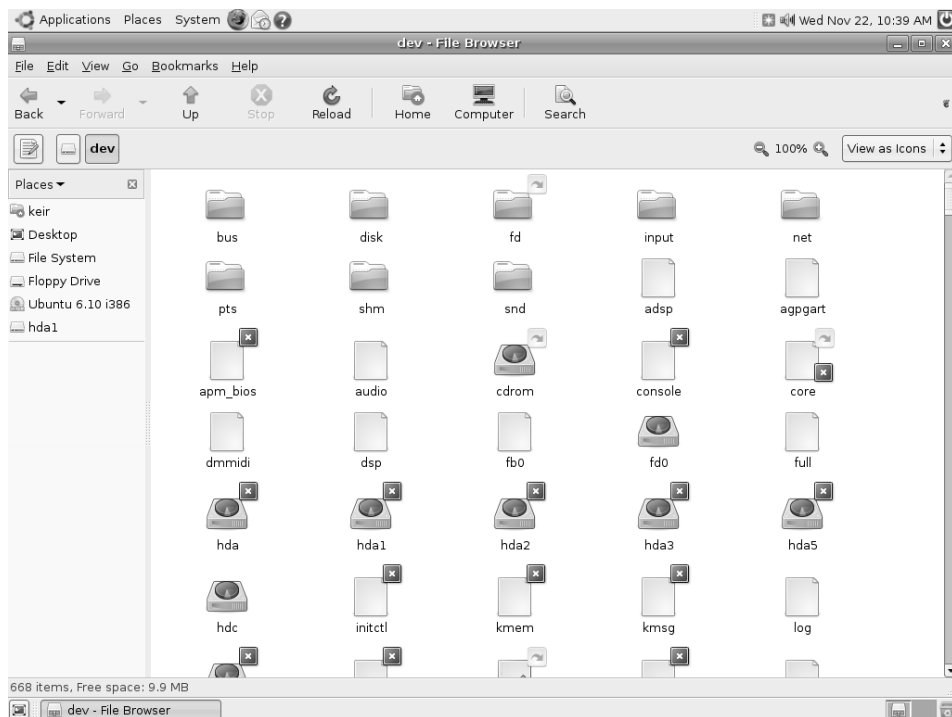 Applications Places System Wed Nov 22, 10:39 AM
dev - File Browser
File Edit View Go Bookmarks Help
Back Forward Up Stop Reload Home Computer Search
dev 100% View as Icons
Places
keir
Desktop
File System
Floppy Drive
Ubuntu 6.10 i386
hda1
bus disk fd input net
pts shm snd adsp agpgart
apm_bios audio cdrom console core
dmmidi dsp fb0 fd0 full
hda hda1 hda2 hda3 hda5
hdc initctl kmem kmsg log
668 items, Free space: 9.9 MB
dev - File Browser